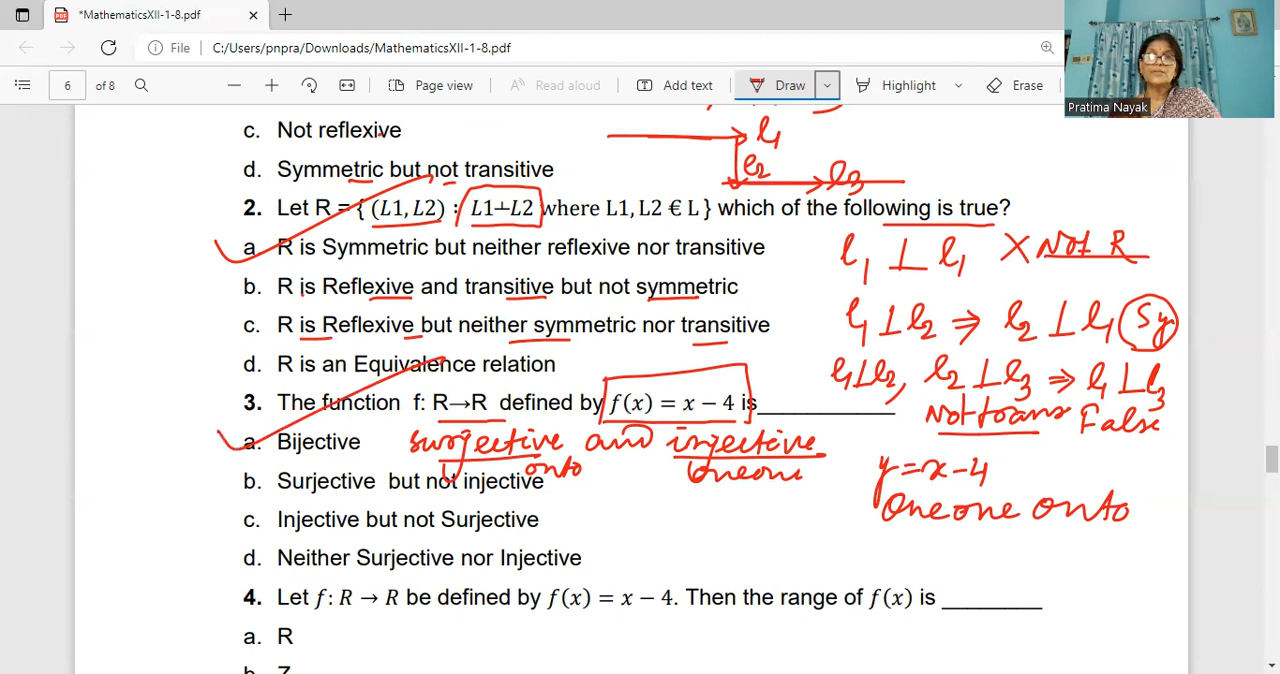 *MathematicsXII-1-8.pdf
File C:/Users/pnpra/Downloads/MathematicsXII-1-8.pdf
6 of 8 Page view Read aloud Add text Draw Highlight Erase
Pratima Nayak
c. Not reflexive
l1
d. Symmetric but not transitive
l2 l3
2. Let R = { (L1, L2) : L1⊥L2 where L1, L2 € L } which of the following is true?
a. R is Symmetric but neither reflexive nor transitive
l1 ⊥ l1 × Not R
b. R is Reflexive and transitive but not symmetric
c. R is Reflexive but neither symmetric nor transitive
l1 ⊥ l2 ⇒ l2 ⊥ l1 Sy
d. R is an Equivalence relation
l1⊥l2, l2 ⊥ l3 ⇒ l1 ⊥ l3
3. The function f: R→R defined by f(x) = x − 4 is__________
Not trans False
a. Bijective surjective and injective
onto oneone
y = x − 4
b. Surjective but not injective
oneone onto
c. Injective but not Surjective
d. Neither Surjective nor Injective
4. Let f: R → R be defined by f(x) = x − 4. Then the range of f(x) is ________
a. R